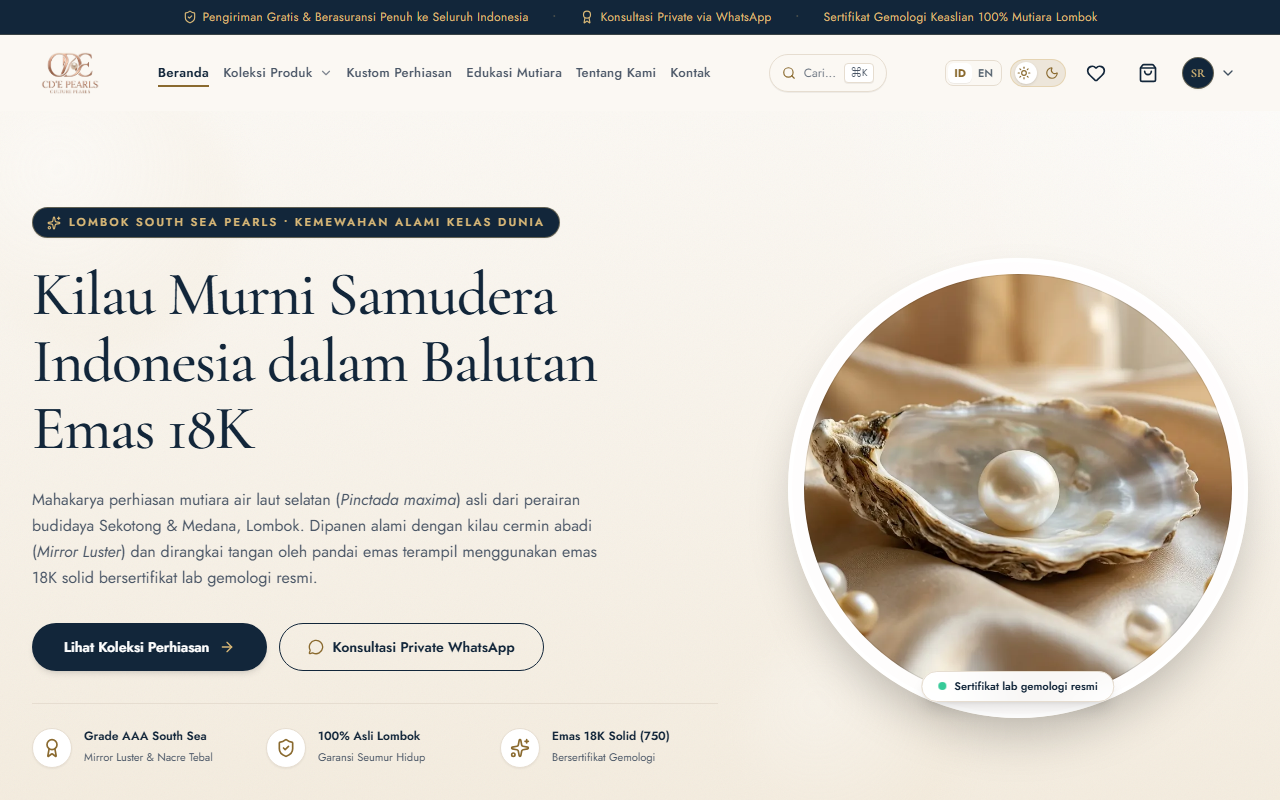 Pengiriman Gratis & Berasuransi Penuh ke Seluruh Indonesia · Konsultasi Private via WhatsApp · Sertifikat Gemologi Keaslian 100% Mutiara Lombok
CDE
CD'E PEARLS
Beranda Koleksi Produk Kustom Perhiasan Edukasi Mutiara Tentang Kami Kontak Cari... ⌘K ID EN SR
LOMBOK SOUTH SEA PEARLS · KEMEWAHAN ALAMI KELAS DUNIA
Kilau Murni Samudera
Indonesia dalam Balutan
Emas 18K
Mahakarya perhiasan mutiara air laut selatan (Pinctada maxima) asli dari perairan
budidaya Sekotong & Medana, Lombok. Dipanen alami dengan kilau cermin abadi
(Mirror Luster) dan dirangkai tangan oleh pandai emas terampil menggunakan emas
18K solid bersertifikat lab gemologi resmi.
Lihat Koleksi Perhiasan Konsultasi Private WhatsApp
Sertifikat lab gemologi resmi
Grade AAA South Sea
Mirror Luster & Nacre Tebal
100% Asli Lombok
Garansi Seumur Hidup
Emas 18K Solid (750)
Bersertifikat Gemologi